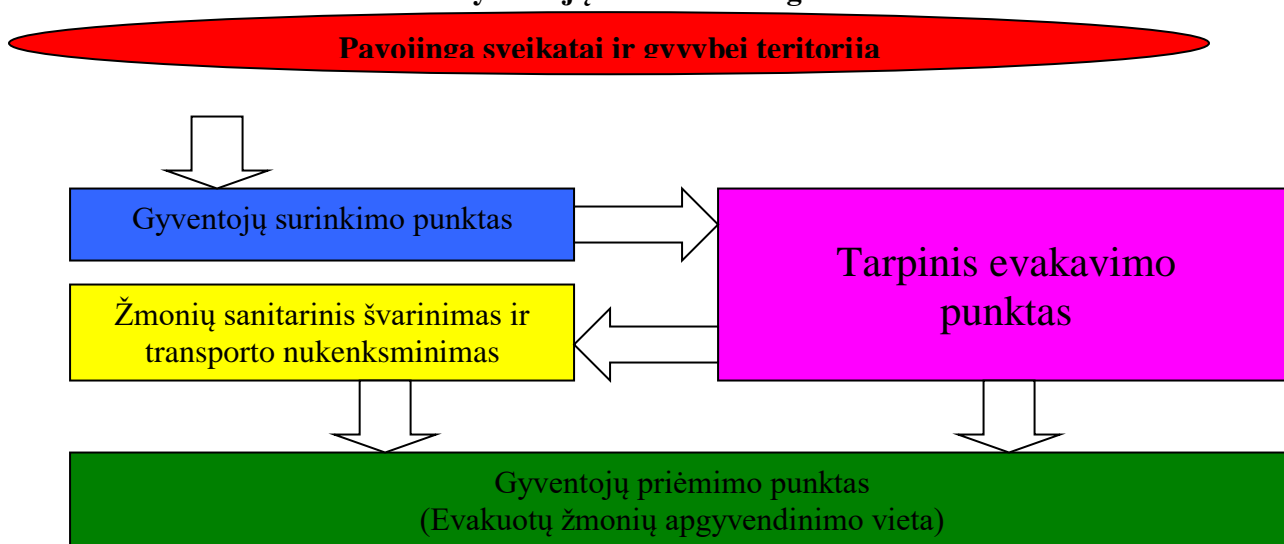 Pavojinga sveikatai ir gyvybei teritorija
Gyventojų surinkimo punktas
Tarpinis evakavimo
punktas
Žmonių sanitarinis švarinimas ir
transporto nukenksminimas
Gyventojų priėmimo punktas
(Evakuotų žmonių apgyvendinimo vieta)